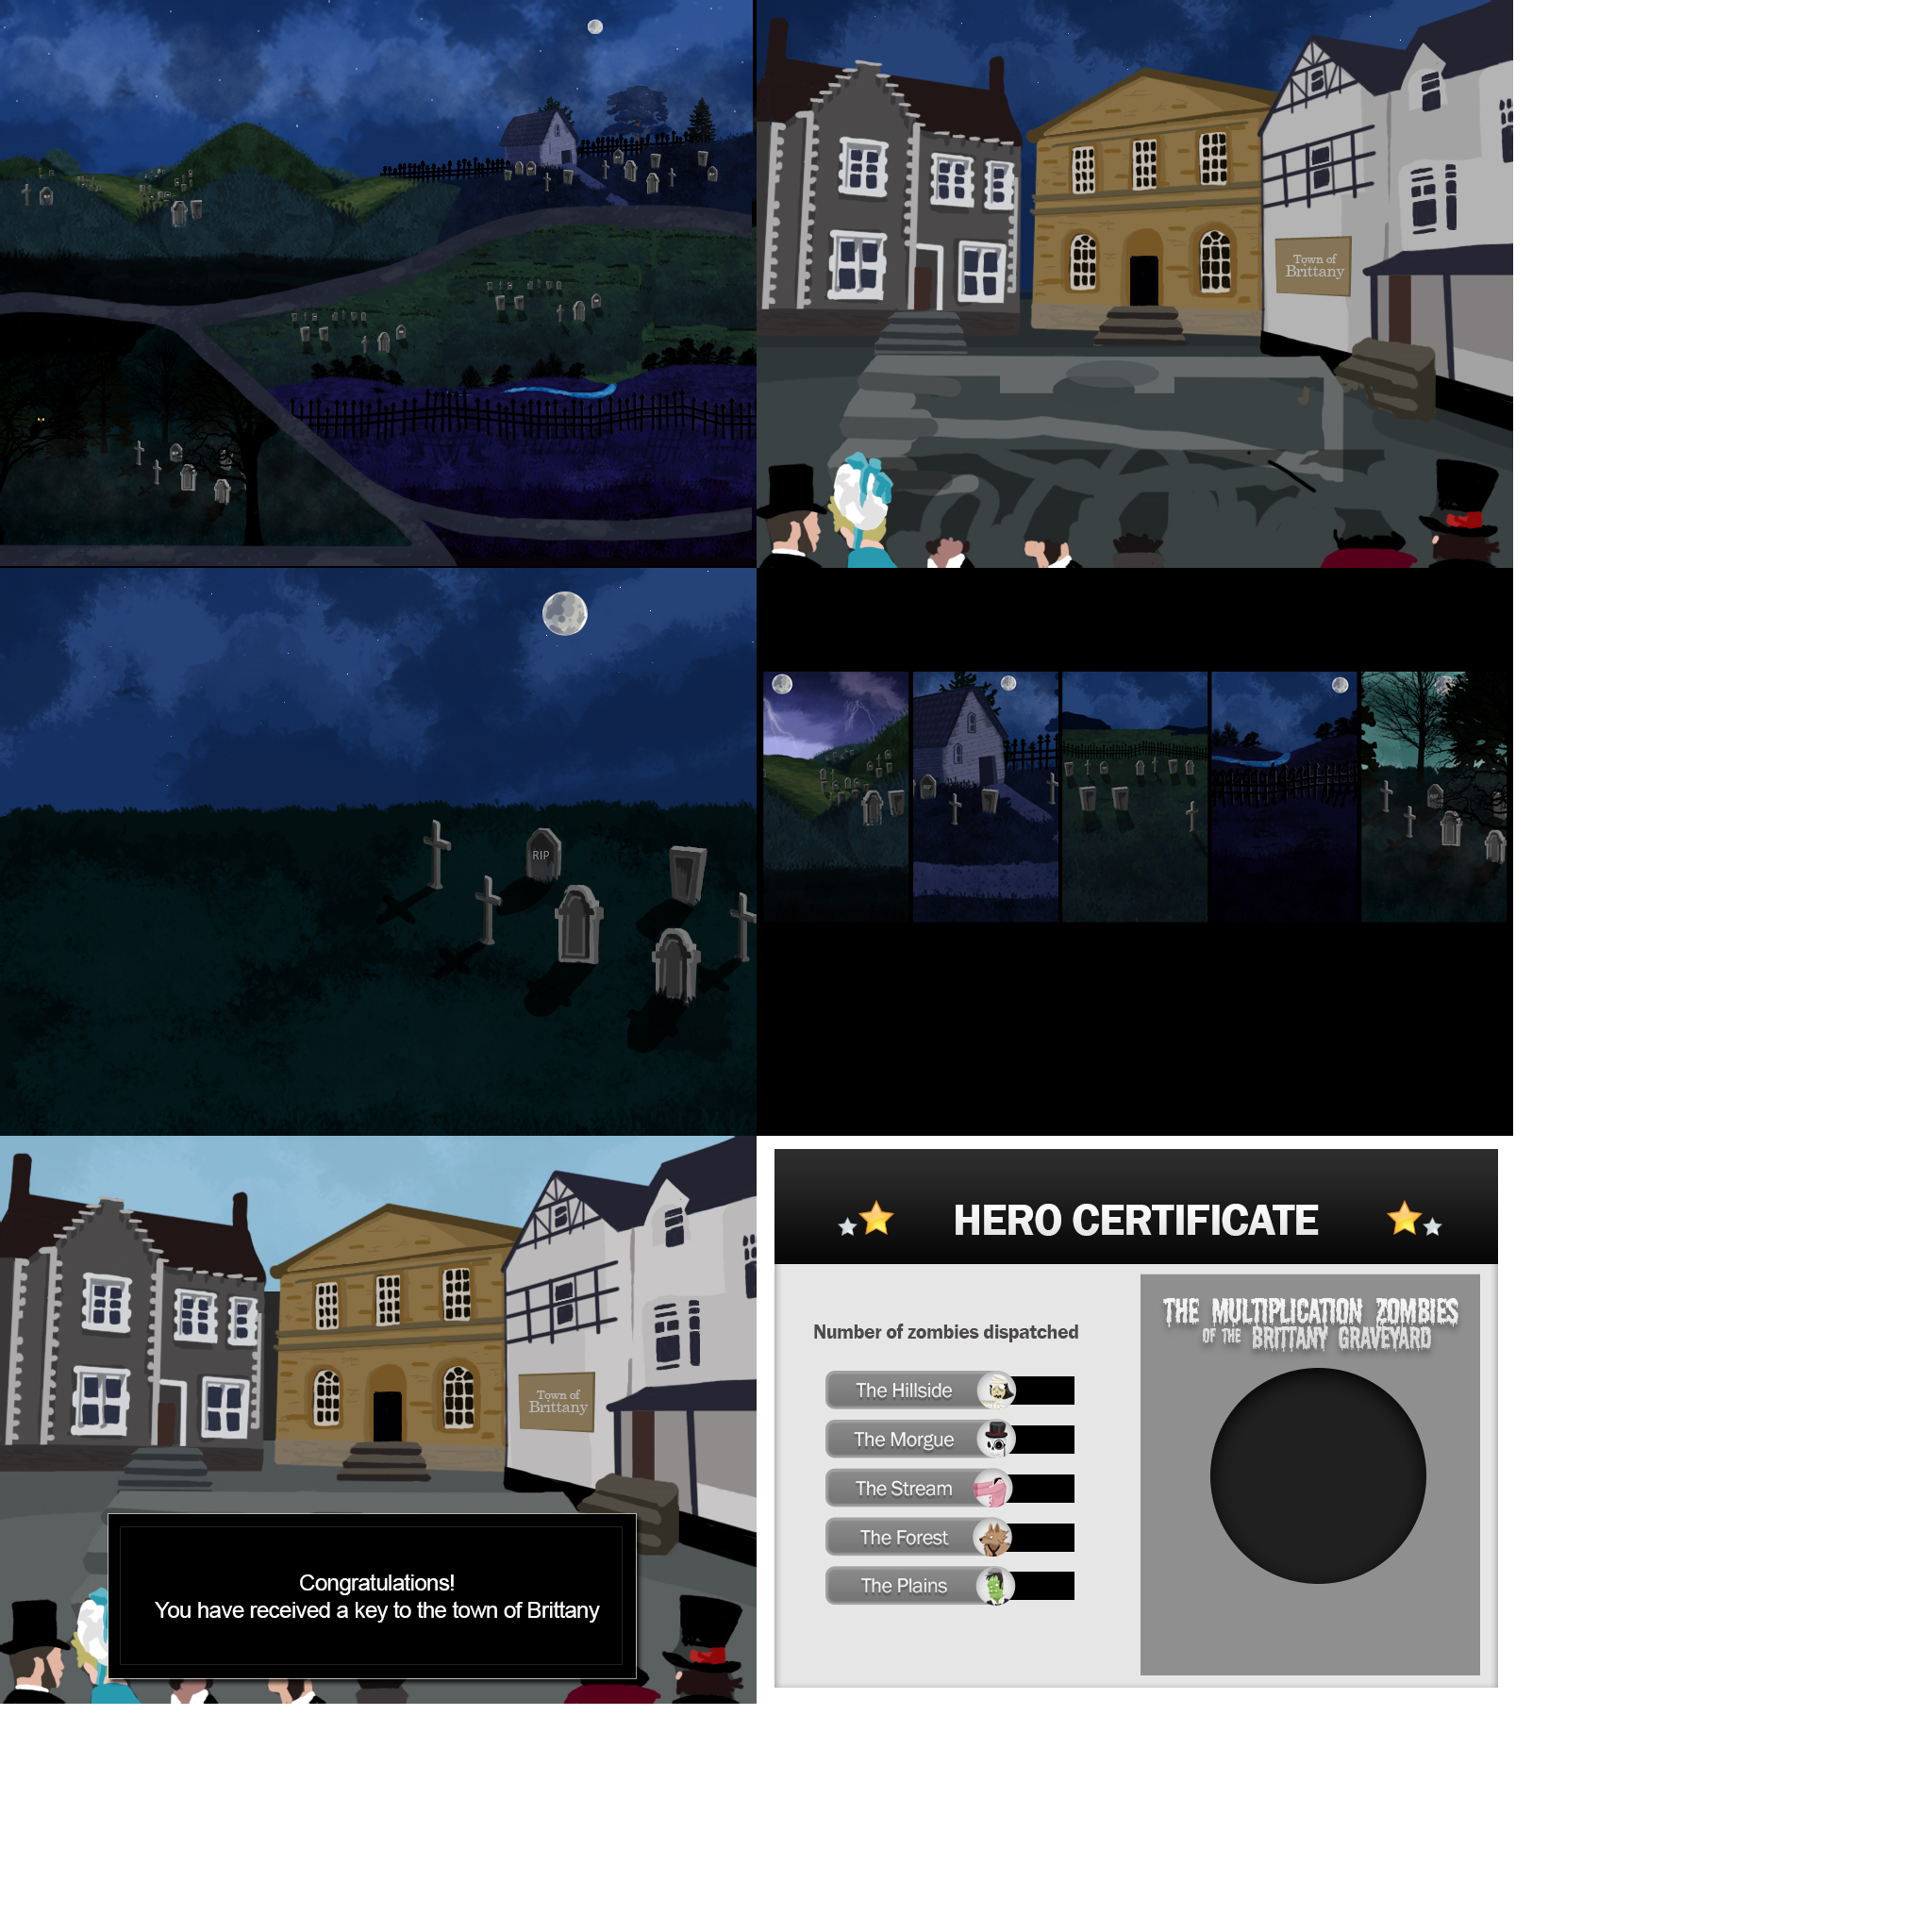 Town of
Brittany
RIP
Town of
Brittany
Congratulations!
You have received a key to the town of Brittany
HERO CERTIFICATE
Number of zombies dispatched
The Hillside
The Morgue
The Stream
The Forest
The Plains
THE MULTIPLICATION ZOMBIES
OF THE BRITTANY GRAVEYARD